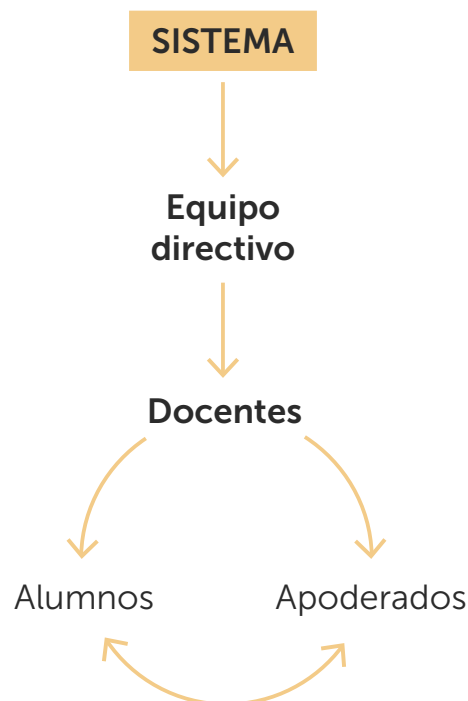 SISTEMA
Equipo
directivo
Docentes
Alumnos
Apoderados